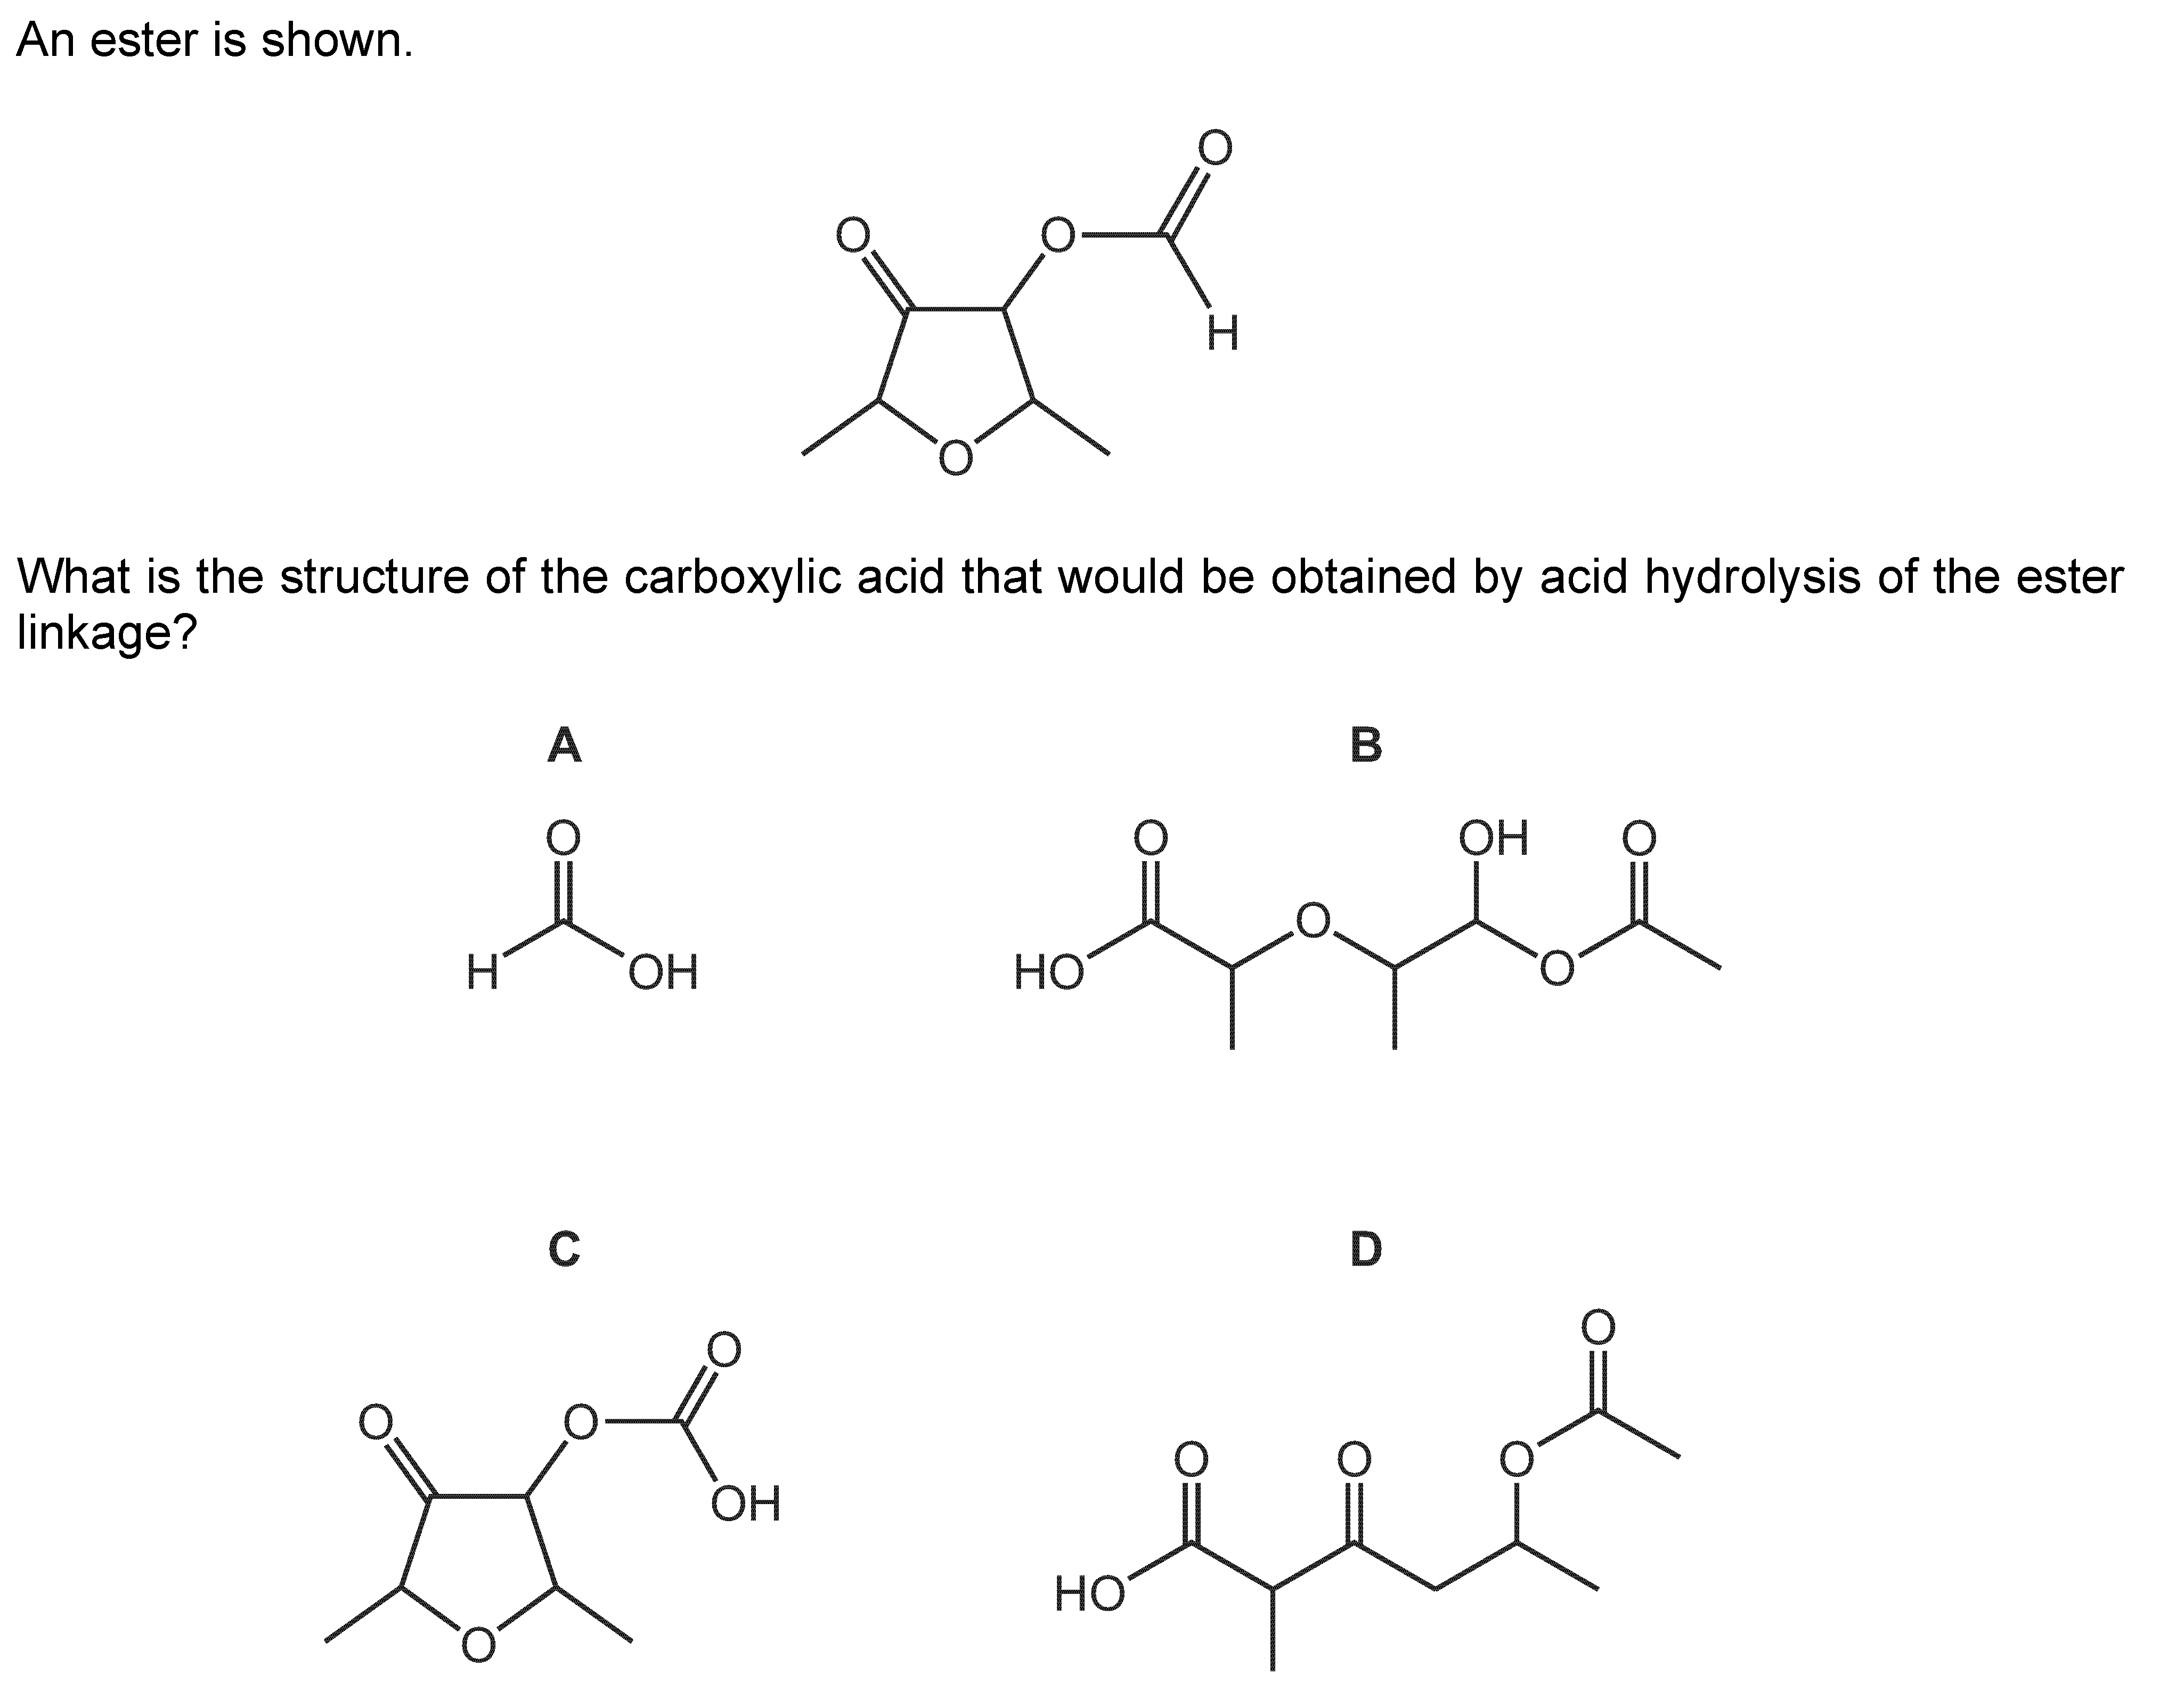 An ester is shown.
O
O
O
H
O
What is the structure of the carboxylic acid that would be obtained by acid hydrolysis of the ester
linkage?
A B
O O OH O
O
H OH HO O
C D
O O
O O O O O
OH HO
O